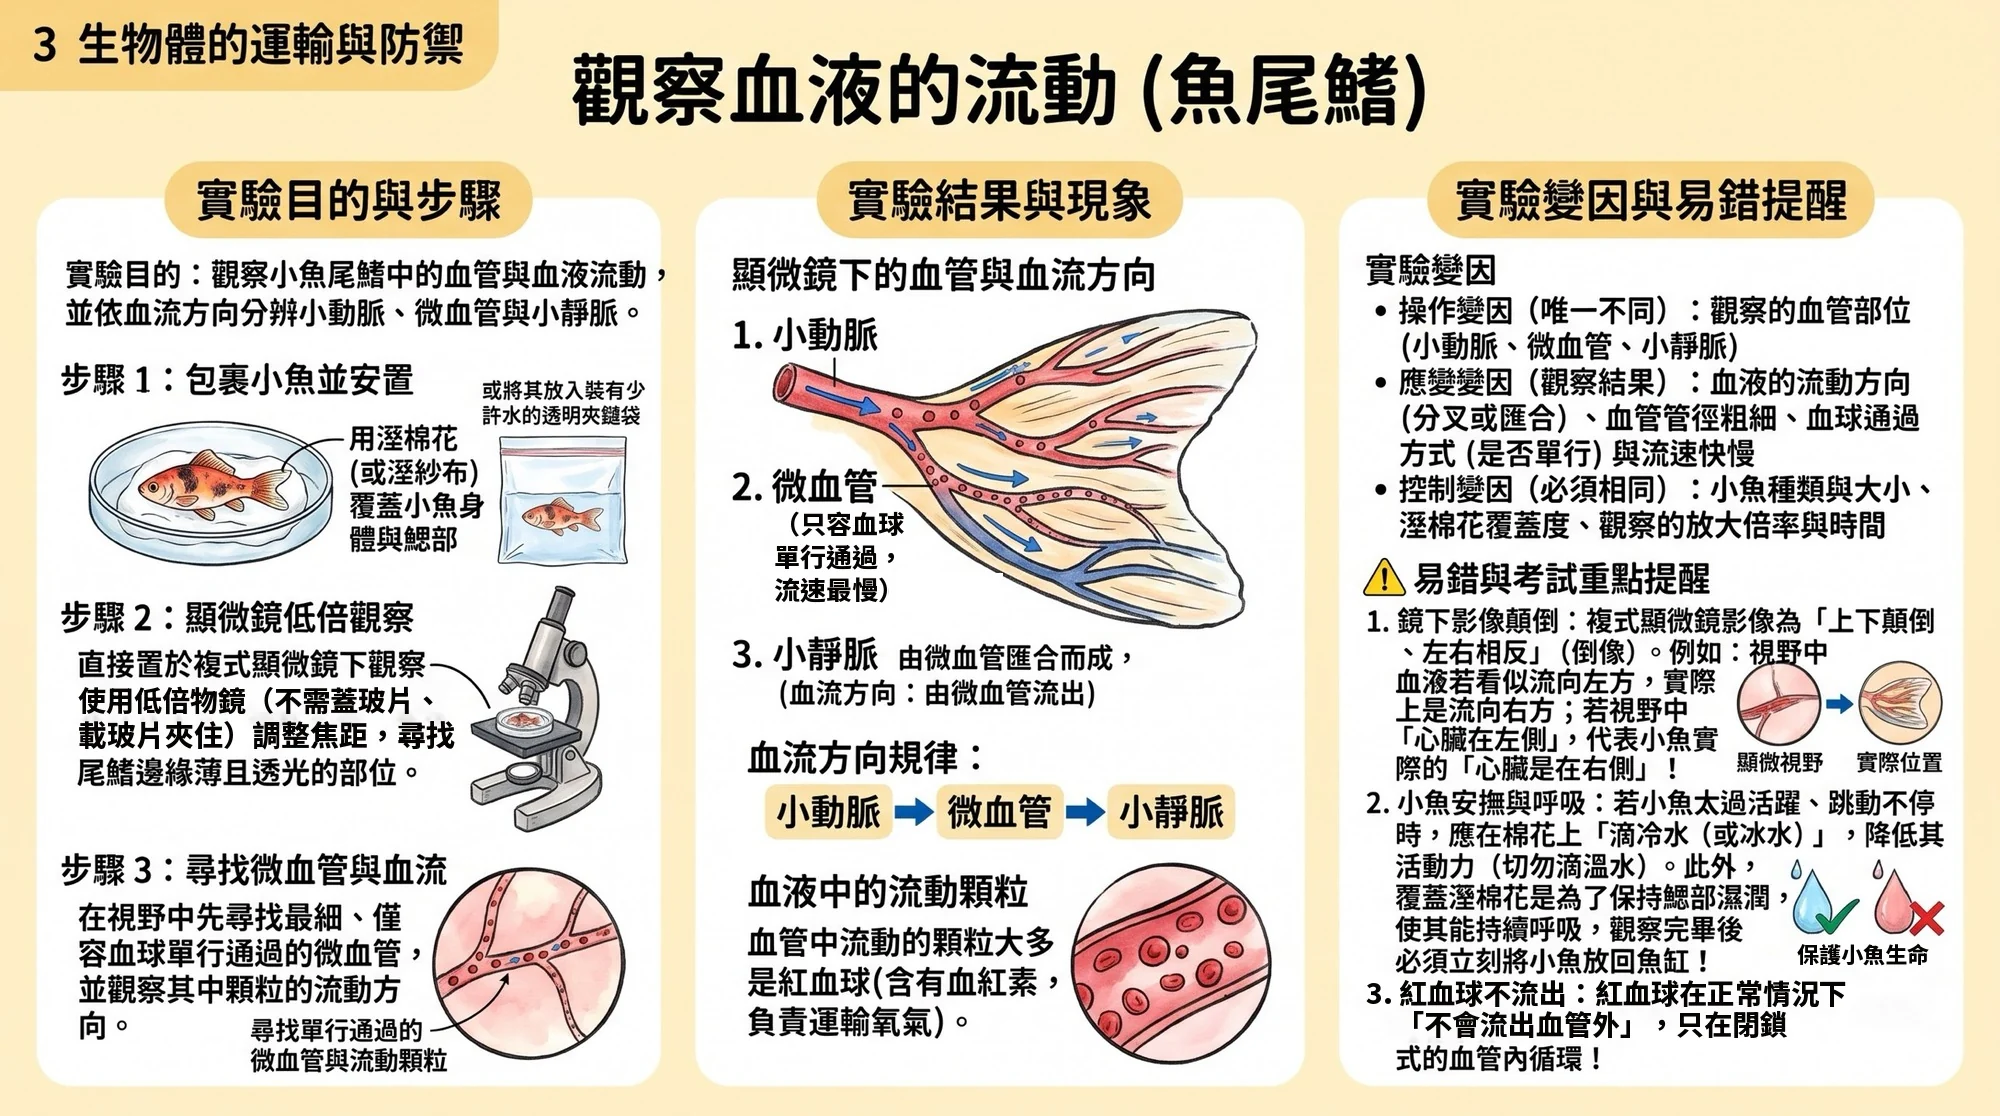 3 生物體的運輸與防禦
觀察血液的流動 (魚尾鰭)
實驗目的與步驟
實驗目的：觀察小魚尾鰭中的血管與血液流動，
並依血流方向分辨小動脈、微血管與小靜脈。
步驟 1：包裹小魚並安置
或將其放入裝有少
許水的透明夾鏈袋
用溼棉花
(或溼紗布)
覆蓋小魚身
體與鰓部
步驟 2：顯微鏡低倍觀察
直接置於複式顯微鏡下觀察
使用低倍物鏡（不需蓋玻片、
載玻片夾住）調整焦距，尋找
尾鰭邊緣薄且透光的部位。
步驟 3：尋找微血管與血流
在視野中先尋找最細、僅
容血球單行通過的微血管，
並觀察其中顆粒的流動方
向。
尋找單行通過的
微血管與流動顆粒
實驗結果與現象
顯微鏡下的血管與血流方向
1. 小動脈
2. 微血管
（只容血球
單行通過，
流速最慢）
3. 小靜脈 由微血管匯合而成，
(血流方向：由微血管流出)
血流方向規律：
小動脈 微血管 小靜脈
血液中的流動顆粒
血管中流動的顆粒大多
是紅血球(含有血紅素，
負責運輸氧氣)。
實驗變因與易錯提醒
實驗變因
• 操作變因（唯一不同）：觀察的血管部位
(小動脈、微血管、小靜脈)
• 應變變因（觀察結果）：血液的流動方向
(分叉或匯合)、血管管徑粗細、血球通過
方式 (是否單行) 與流速快慢
• 控制變因（必須相同）：小魚種類與大小、
溼棉花覆蓋度、觀察的放大倍率與時間
易錯與考試重點提醒
1. 鏡下影像顛倒：複式顯微鏡影像為「上下顛倒
、左右相反」（倒像）。例如：視野中
血液若看似流向左方，實際
上是流向右方；若視野中
「心臟在左側」，代表小魚實
際的「心臟是在右側」！
顯微視野
實際位置
2. 小魚安撫與呼吸：若小魚太過活躍、跳動不停
時，應在棉花上「滴冷水（或冰水）」，降低其
活動力（切勿滴溫水）。此外，
覆蓋溼棉花是為了保持鰓部濕潤，
使其能持續呼吸，觀察完畢後
必須立刻將小魚放回魚缸！
保護小魚生命
3. 紅血球不流出：紅血球在正常情況下
「不會流出血管外」，只在閉鎖
式的血管內循環！